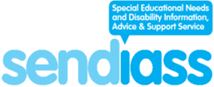 Special Educational Needs
and Disability Information,
Advice & Support Service
sendiass